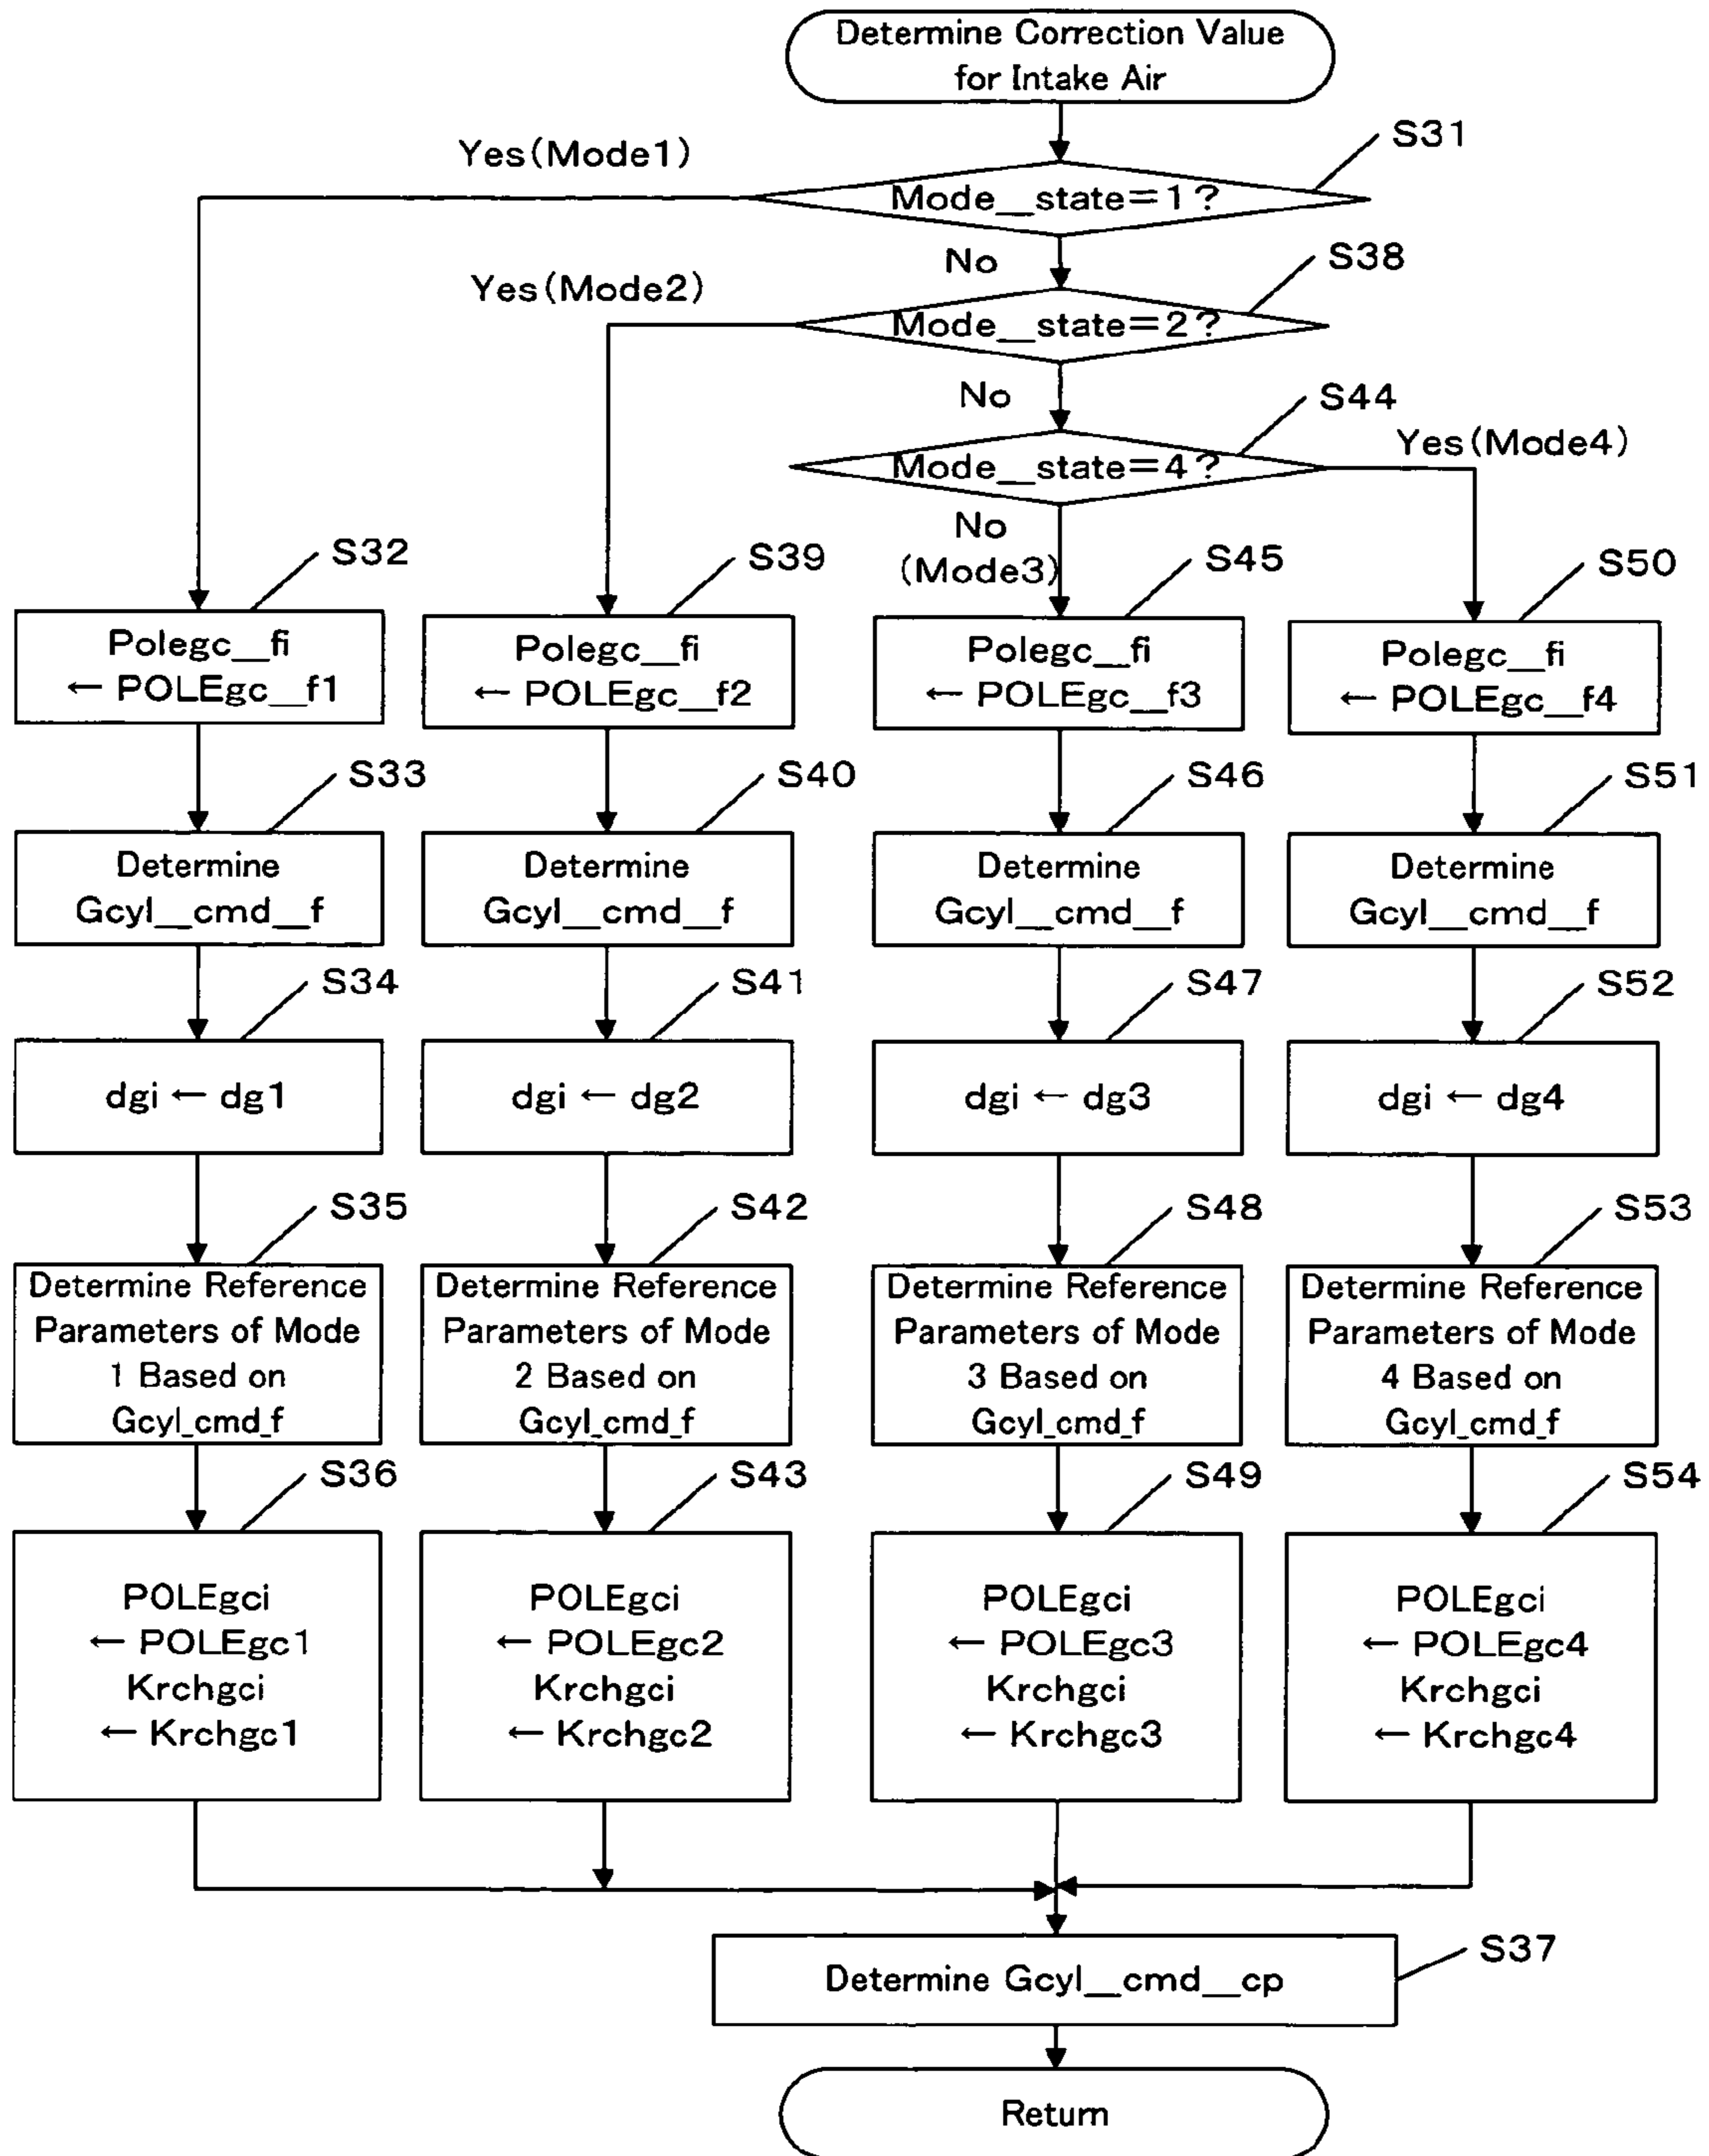 Determine Correction Value
for Intake Air
S31
Yes(Mode1)
Mode__state=1?
No
S38
Yes(Mode2)
Mode__state=2?
No
S44
Mode__state=4?
Yes(Mode4)
No
(Mode3)
S32
Polegc__fi
← POLEgc__f1
S33
Determine
Gcyl__cmd__f
S34
dgi ← dg1
S35
Determine Reference
Parameters of Mode
1 Based on
Gcyl_cmd_f
S36
POLEgci
← POLEgc1
Krchgci
← Krchgc1
S39
Polegc__fi
← POLEgc__f2
S40
Determine
Gcyl__cmd__f
S41
dgi ← dg2
S42
Determine Reference
Parameters of Mode
2 Based on
Gcyl_cmd_f
S43
POLEgci
← POLEgc2
Krchgci
← Krchgc2
S45
Polegc__fi
← POLEgc__f3
S46
Determine
Gcyl__cmd__f
S47
dgi ← dg3
S48
Determine Reference
Parameters of Mode
3 Based on
Gcyl_cmd_f
S49
POLEgci
← POLEgc3
Krchgci
← Krchgc3
S50
Polegc__fi
← POLEgc__f4
S51
Determine
Gcyl__cmd__f
S52
dgi ← dg4
S53
Determine Reference
Parameters of Mode
4 Based on
Gcyl_cmd_f
S54
POLEgci
← POLEgc4
Krchgci
← Krchgc4
S37
Determine Gcyl__cmd__cp
Return